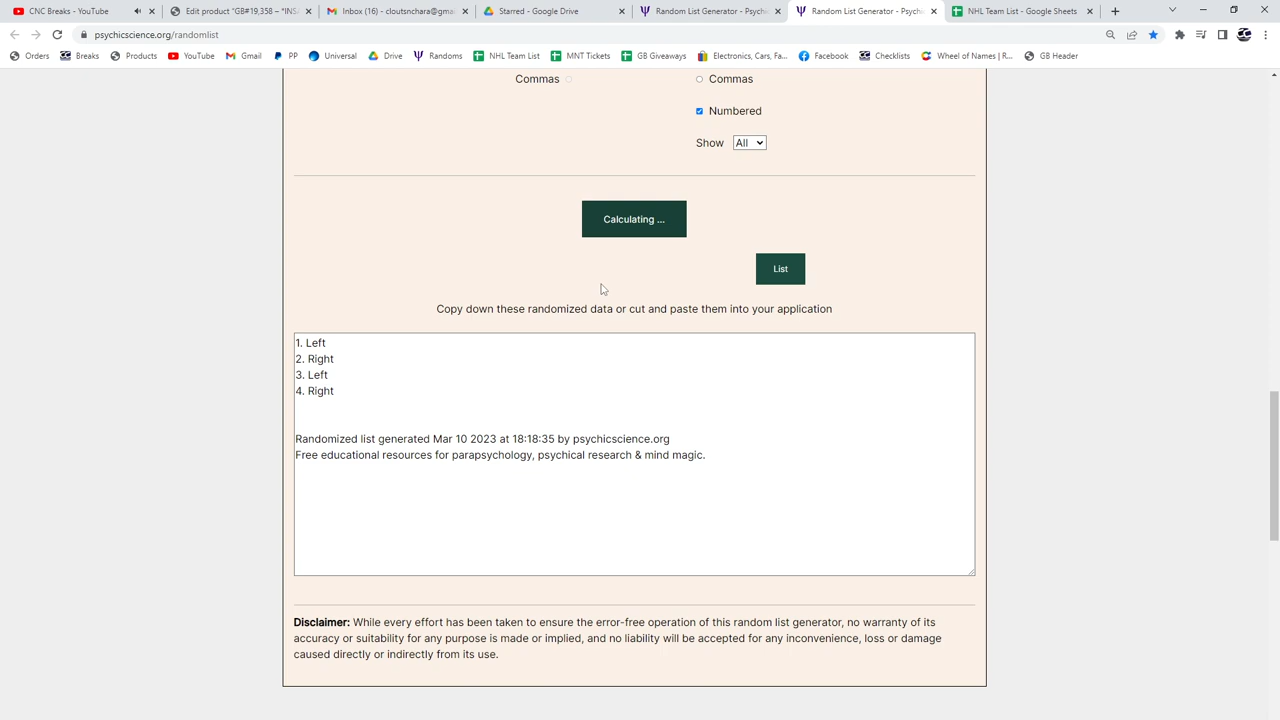 CNC Breaks - YouTube
Edit product "GB#19,358 – "INSA
Inbox (16) - cloutsnchara@gmai
Starred - Google Drive
Random List Generator - Psychic
Random List Generator - Psychic
NHL Team List - Google Sheets
psychicscience.org/randomlist
Orders
Breaks
Products
YouTube
Gmail
PP
Universal
Drive
Randoms
NHL Team List
MNT Tickets
GB Giveaways
Electronics, Cars, Fa...
Facebook
Checklists
Wheel of Names | R...
GB Header
Commas
Commas
Numbered
Show All
Calculating ...
List
Copy down these randomized data or cut and paste them into your application
1. Left
2. Right
3. Left
4. Right
Randomized list generated Mar 10 2023 at 18:18:35 by psychicscience.org
Free educational resources for parapsychology, psychical research & mind magic.
Disclaimer: While every effort has been taken to ensure the error-free operation of this random list generator, no warranty of its
accuracy or suitability for any purpose is made or implied, and no liability will be accepted for any inconvenience, loss or damage
caused directly or indirectly from its use.